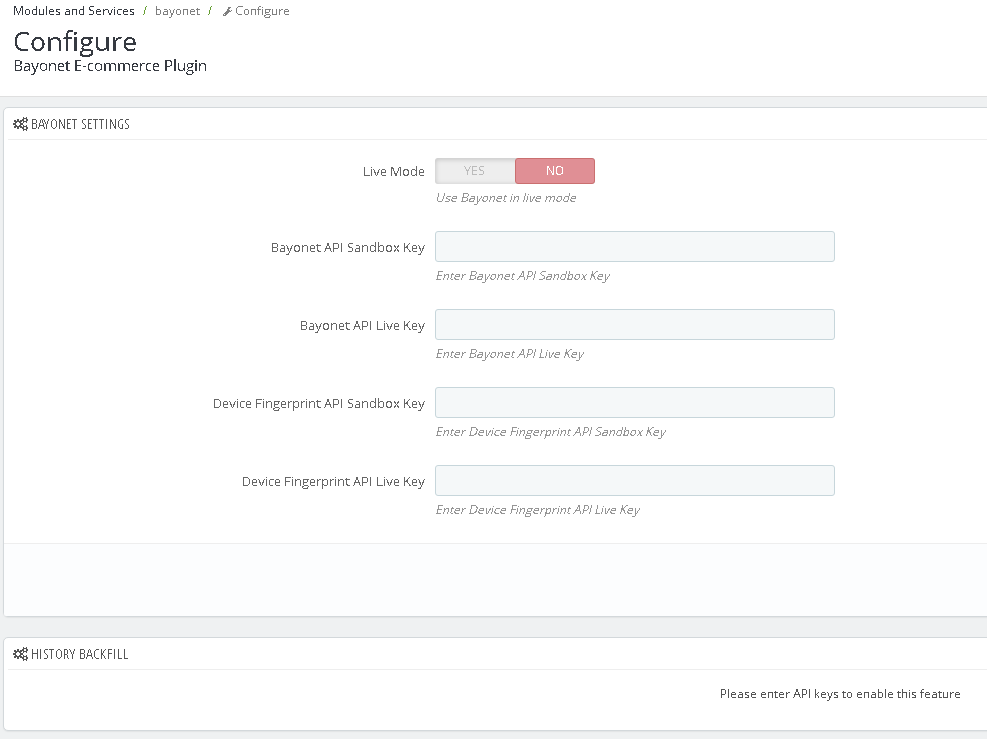 Modules and Services / bayonet / Configure
Configure
Bayonet E-commerce Plugin
BAYONET SETTINGS
Live Mode YES NO
Use Bayonet in live mode
Bayonet API Sandbox Key
Enter Bayonet API Sandbox Key
Bayonet API Live Key
Enter Bayonet API Live Key
Device Fingerprint API Sandbox Key
Enter Device Fingerprint API Sandbox Key
Device Fingerprint API Live Key
Enter Device Fingerprint API Live Key
HISTORY BACKFILL
Please enter API keys to enable this feature